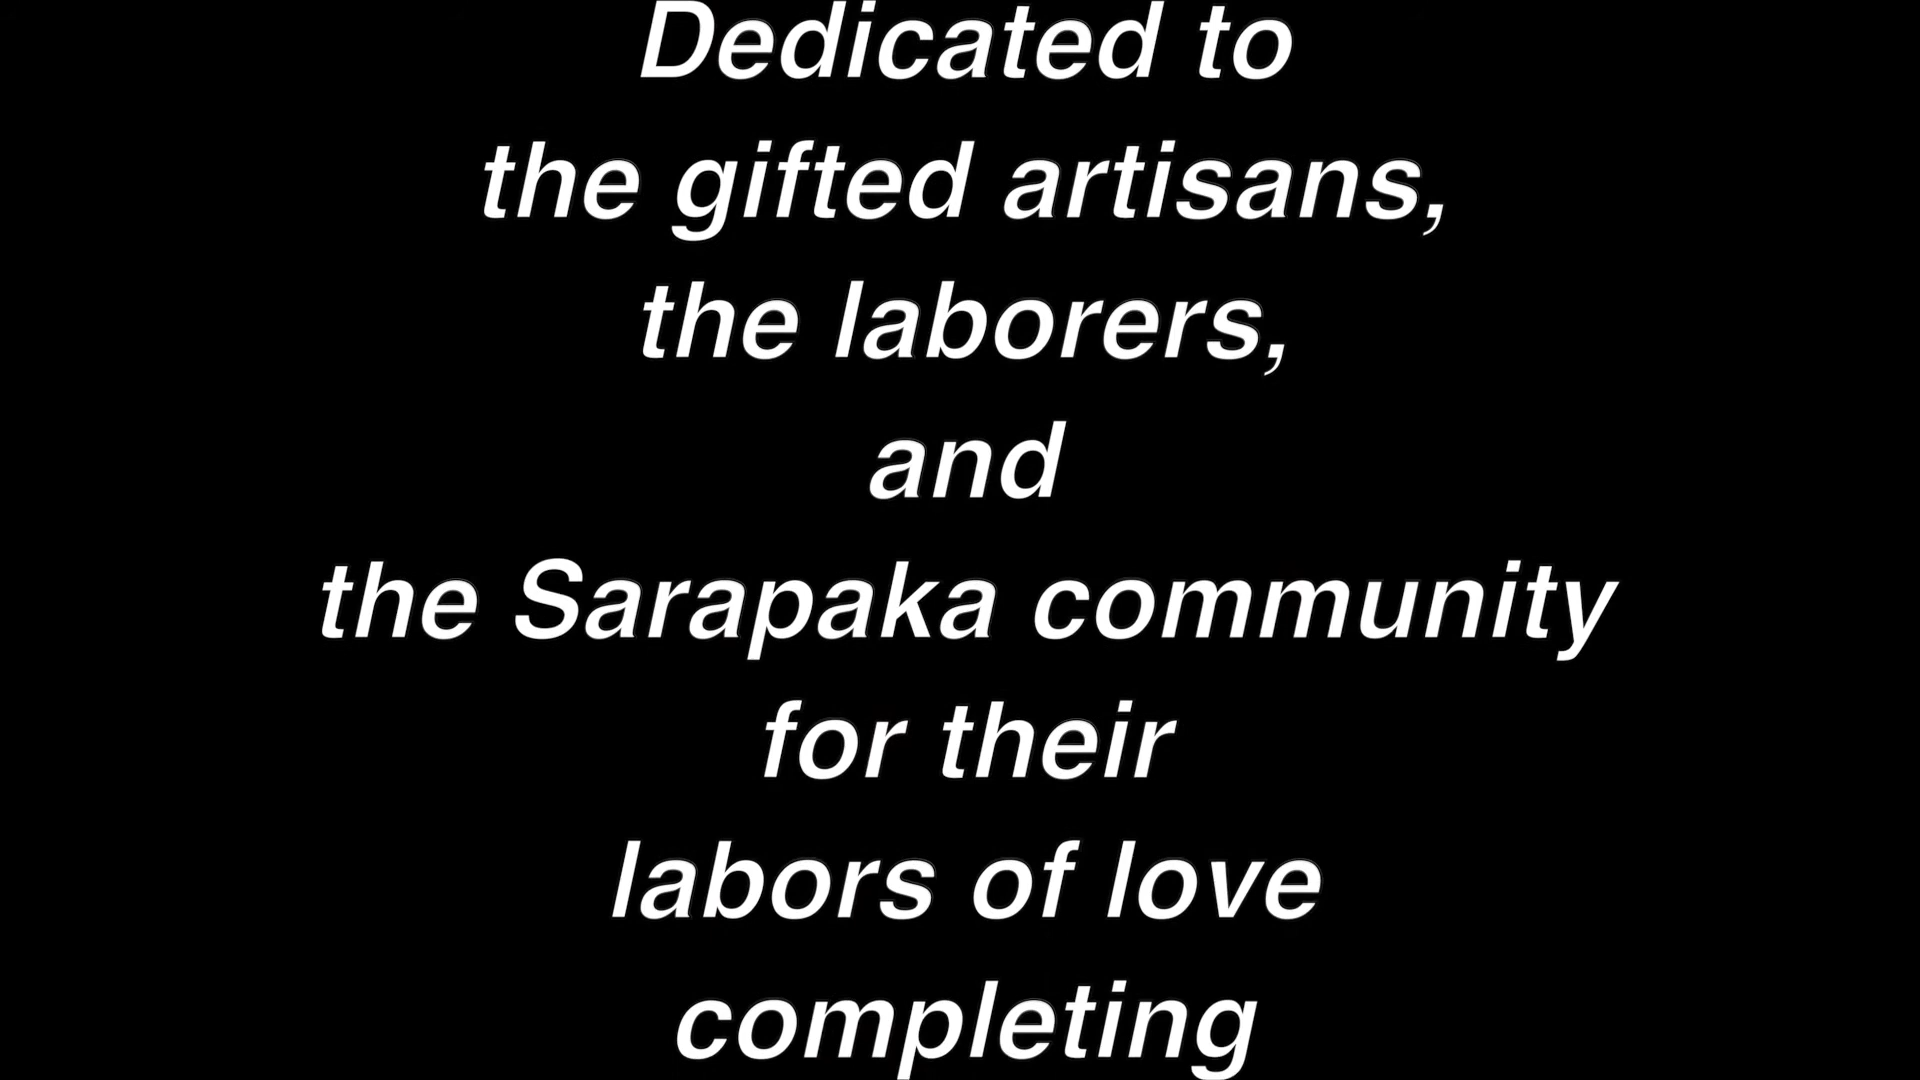 Dedicated to
the gifted artisans,
the laborers,
and
the Sarapaka community
for their
labors of love
completing